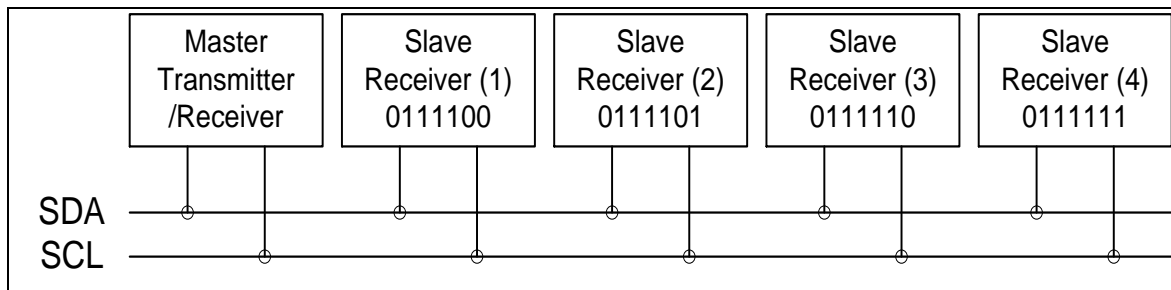 Master
Transmitter
/Receiver
Slave
Receiver (1)
0111100
Slave
Receiver (2)
0111101
Slave
Receiver (3)
0111110
Slave
Receiver (4)
0111111
SDA
SCL